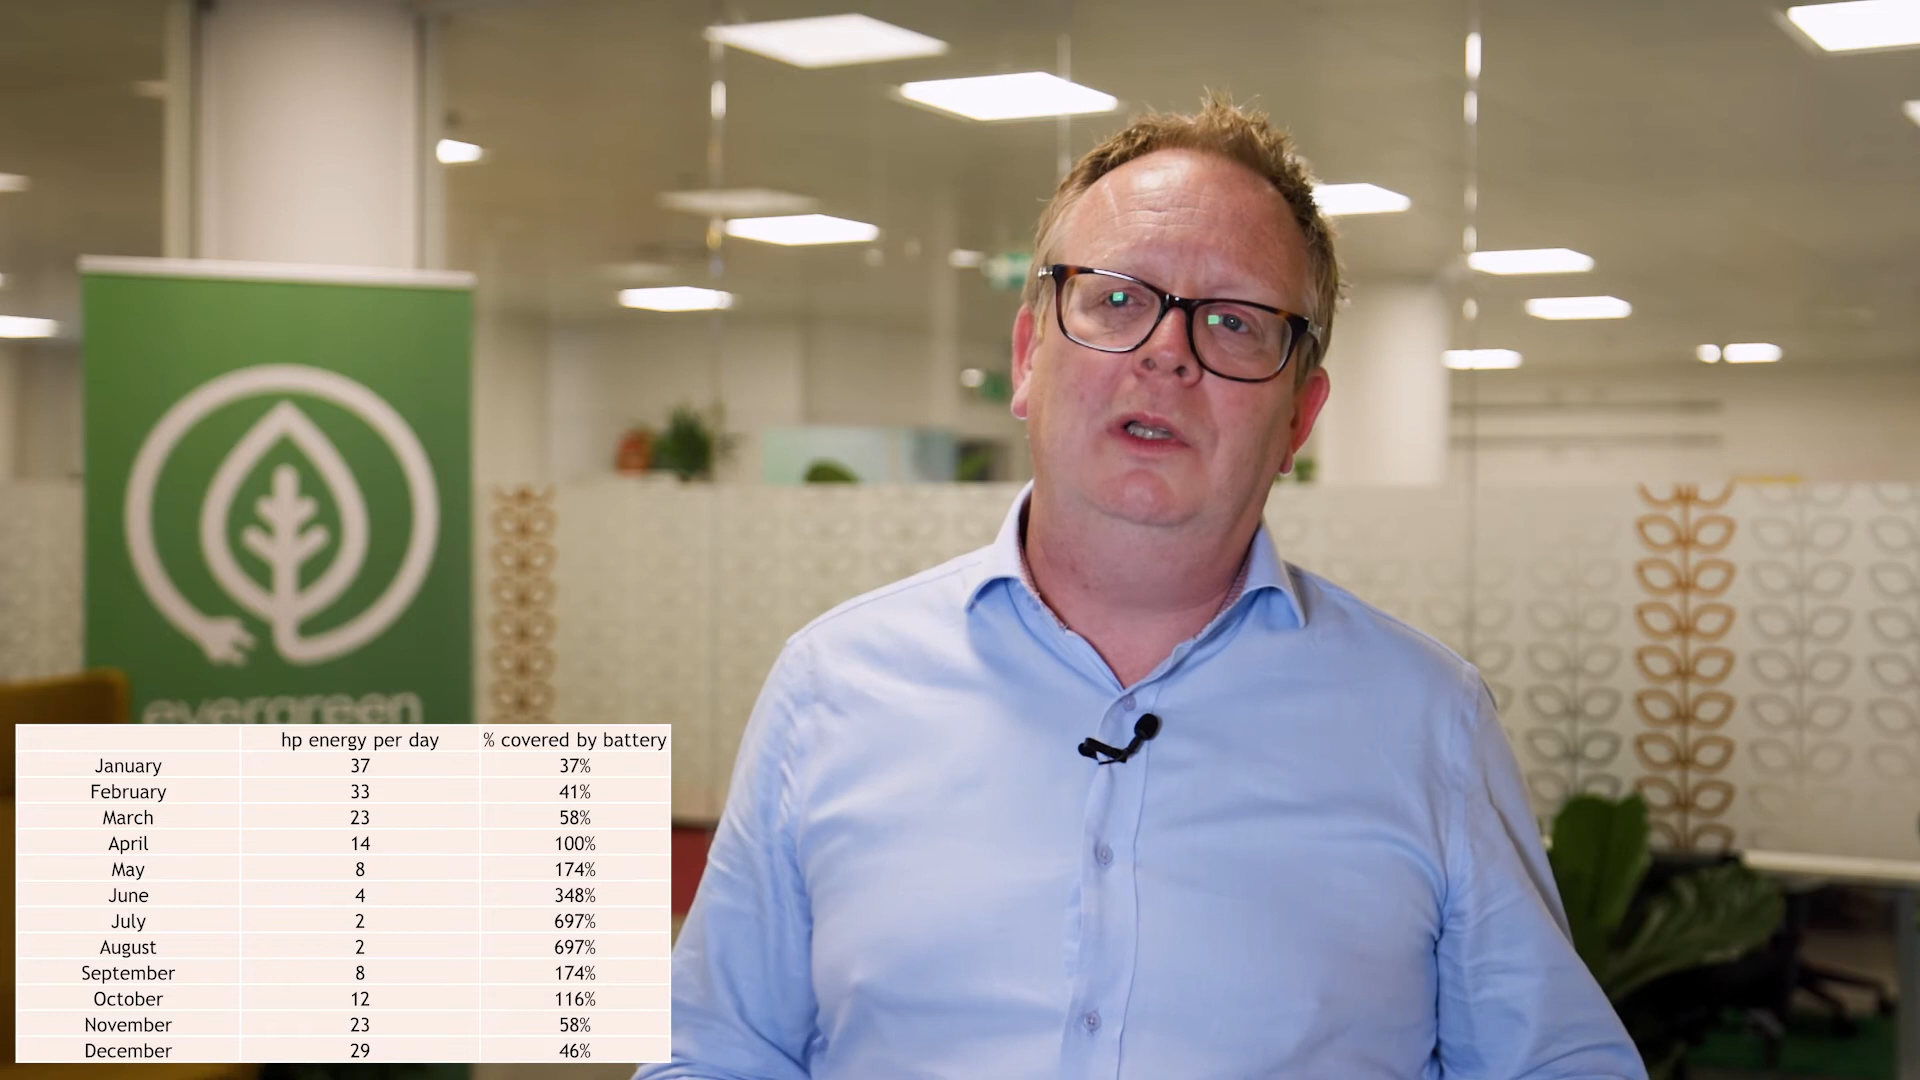 evergreen
hp energy per day % covered by battery
January 37 37%
February 33 41%
March 23 58%
April 14 100%
May 8 174%
June 4 348%
July 2 697%
August 2 697%
September 8 174%
October 12 116%
November 23 58%
December 29 46%